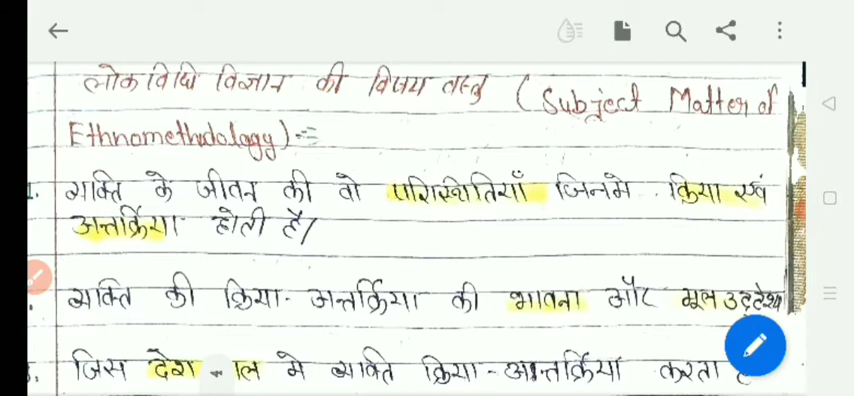 लोकविधि विज्ञान की विषय वस्तु (Subject Matter of
Ethnomethdology) :-
1. व्यक्ति के जीवन की वो परिस्थितियाँ जिनमे क्रिया एवं
अन्तर्क्रिया होती है।
व्यक्ति की क्रिया-अन्तर्क्रिया की भावना और मूल उद्देश्य
जिस देश - ाल मे व्यक्ति क्रिया-अन्तर्क्रिया करता है